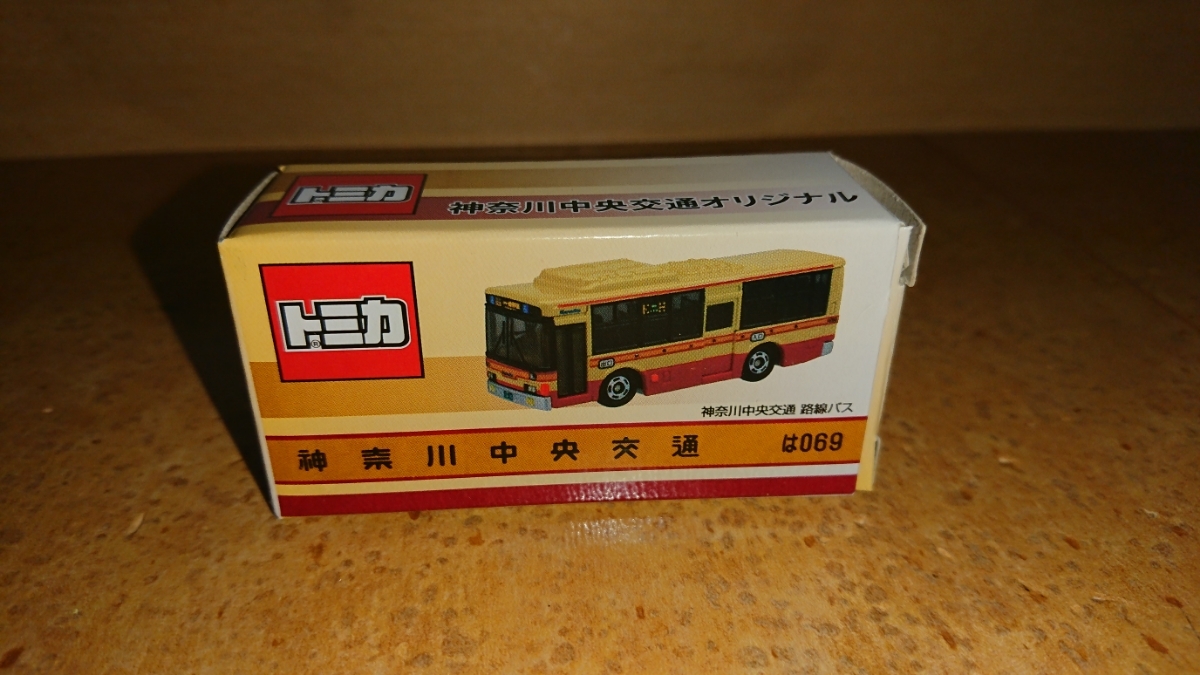 トミカ
神奈川中央交通オリジナル
トミカ®
神奈川中央交通 路線バス
神奈川中央交通 は069